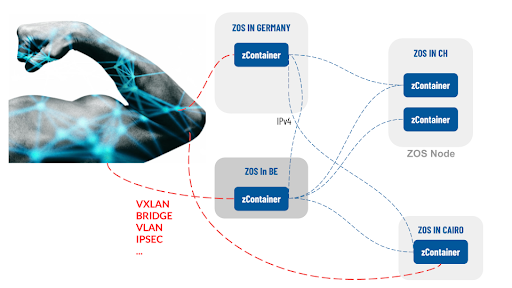 ZOS IN GERMANY
zContainer
ZOS IN CH
zContainer
zContainer
ZOS Node
IPv4
ZOS In BE
zContainer
VXLAN
BRIDGE
VLAN
IPSEC
...
ZOS IN CAIRO
zContainer